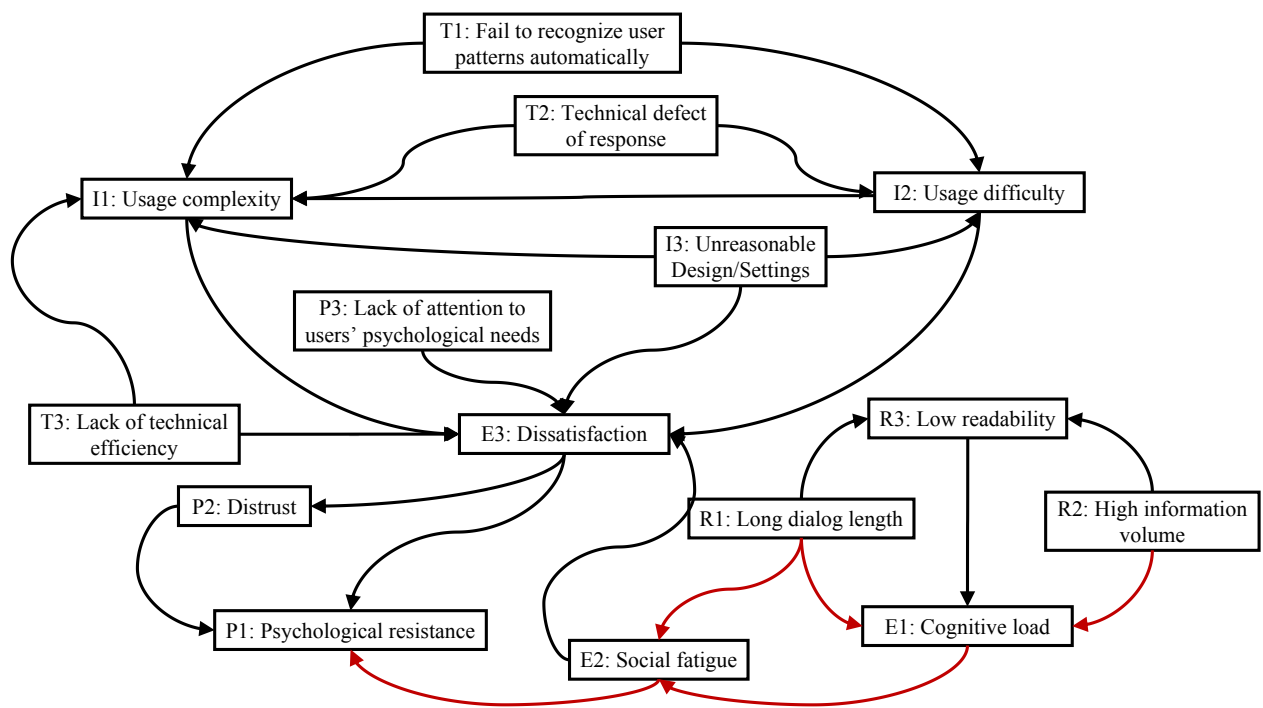 T1: Fail to recognize user
patterns automatically
T2: Technical defect
of response
I1: Usage complexity
I2: Usage difficulty
I3: Unreasonable
Design/Settings
P3: Lack of attention to
users’ psychological needs
T3: Lack of technical
efficiency
E3: Dissatisfaction
R3: Low readability
P2: Distrust
R1: Long dialog length
R2: High information
volume
P1: Psychological resistance
E1: Cognitive load
E2: Social fatigue